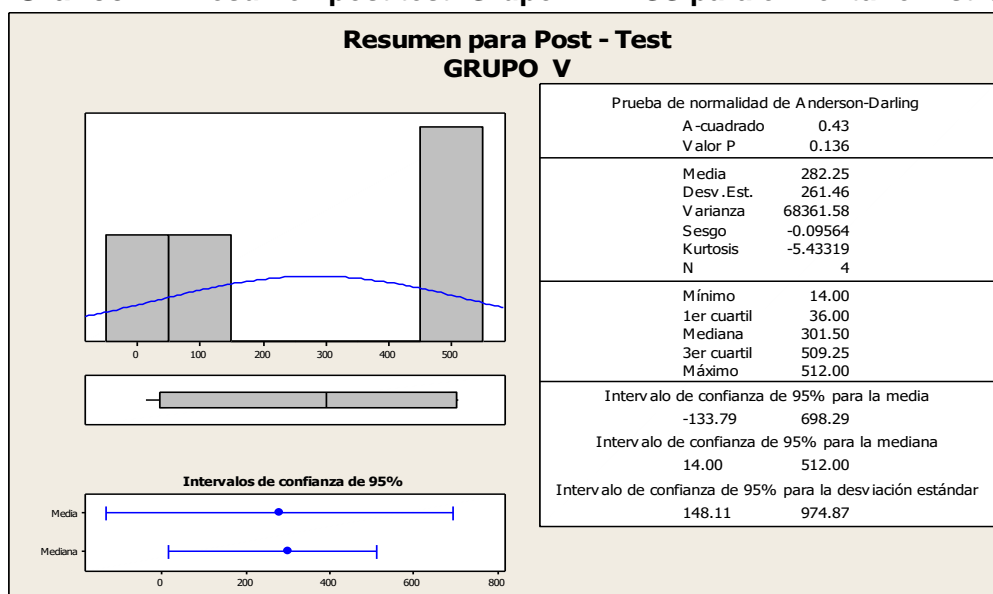 Resumen para Post - Test
GRUPO V
0 100 200 300 400 500
Intervalos de confianza de 95%
Media
Mediana
0 200 400 600 800
Prueba de normalidad de Anderson-Darling
A-cuadrado 0.43
Valor P 0.136
Media 282.25
Desv.Est. 261.46
Varianza 68361.58
Sesgo -0.09564
Kurtosis -5.43319
N 4
Mínimo 14.00
1er cuartil 36.00
Mediana 301.50
3er cuartil 509.25
Máximo 512.00
Intervalo de confianza de 95% para la media
-133.79 698.29
Intervalo de confianza de 95% para la mediana
14.00 512.00
Intervalo de confianza de 95% para la desviación estándar
148.11 974.87